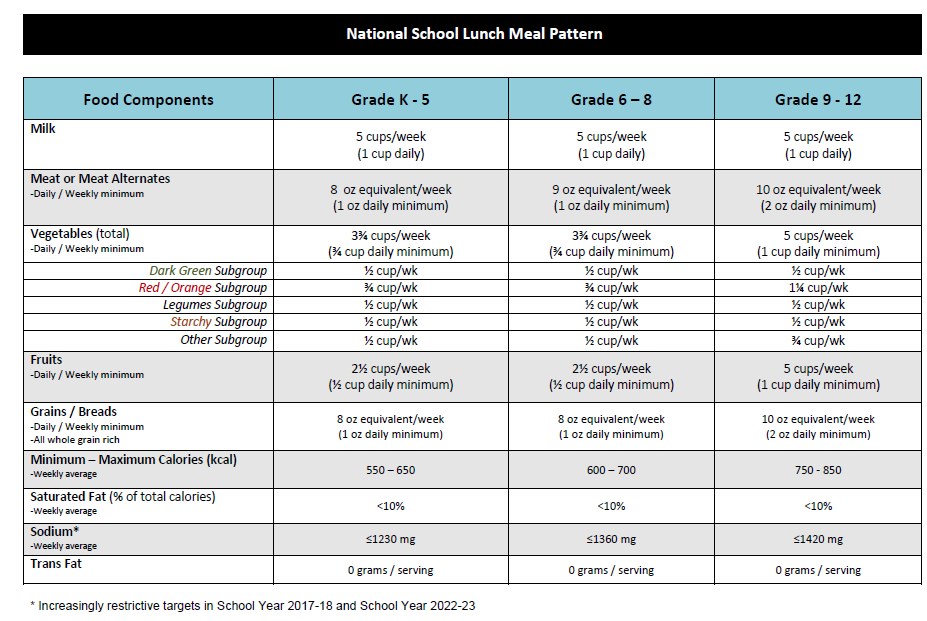 National School Lunch Meal Pattern
Food Components Grade K - 5 Grade 6 – 8 Grade 9 - 12
Milk
5 cups/week 5 cups/week 5 cups/week
(1 cup daily) (1 cup daily) (1 cup daily)
Meat or Meat Alternates
-Daily / Weekly minimum
8 oz equivalent/week 9 oz equivalent/week 10 oz equivalent/week
(1 oz daily minimum) (1 oz daily minimum) (2 oz daily minimum)
Vegetables (total)
-Daily / Weekly minimum
3¾ cups/week 3¾ cups/week 5 cups/week
(¾ cup daily minimum) (¾ cup daily minimum) (1 cup daily minimum)
Dark Green Subgroup ½ cup/wk ½ cup/wk ½ cup/wk
Red / Orange Subgroup ¾ cup/wk ¾ cup/wk 1¼ cup/wk
Legumes Subgroup ½ cup/wk ½ cup/wk ½ cup/wk
Starchy Subgroup ½ cup/wk ½ cup/wk ½ cup/wk
Other Subgroup ½ cup/wk ½ cup/wk ¾ cup/wk
Fruits
-Daily / Weekly minimum
2½ cups/week 2½ cups/week 5 cups/week
(½ cup daily minimum) (½ cup daily minimum) (1 cup daily minimum)
Grains / Breads
-Daily / Weekly minimum
-All whole grain rich
8 oz equivalent/week 8 oz equivalent/week 10 oz equivalent/week
(1 oz daily minimum) (1 oz daily minimum) (2 oz daily minimum)
Minimum – Maximum Calories (kcal)
-Weekly average
550 – 650 600 – 700 750 - 850
Saturated Fat (% of total calories)
-Weekly average
<10% <10% <10%
Sodium*
-Weekly average
≤1230 mg ≤1360 mg ≤1420 mg
Trans Fat
0 grams / serving 0 grams / serving 0 grams / serving
* Increasingly restrictive targets in School Year 2017-18 and School Year 2022-23